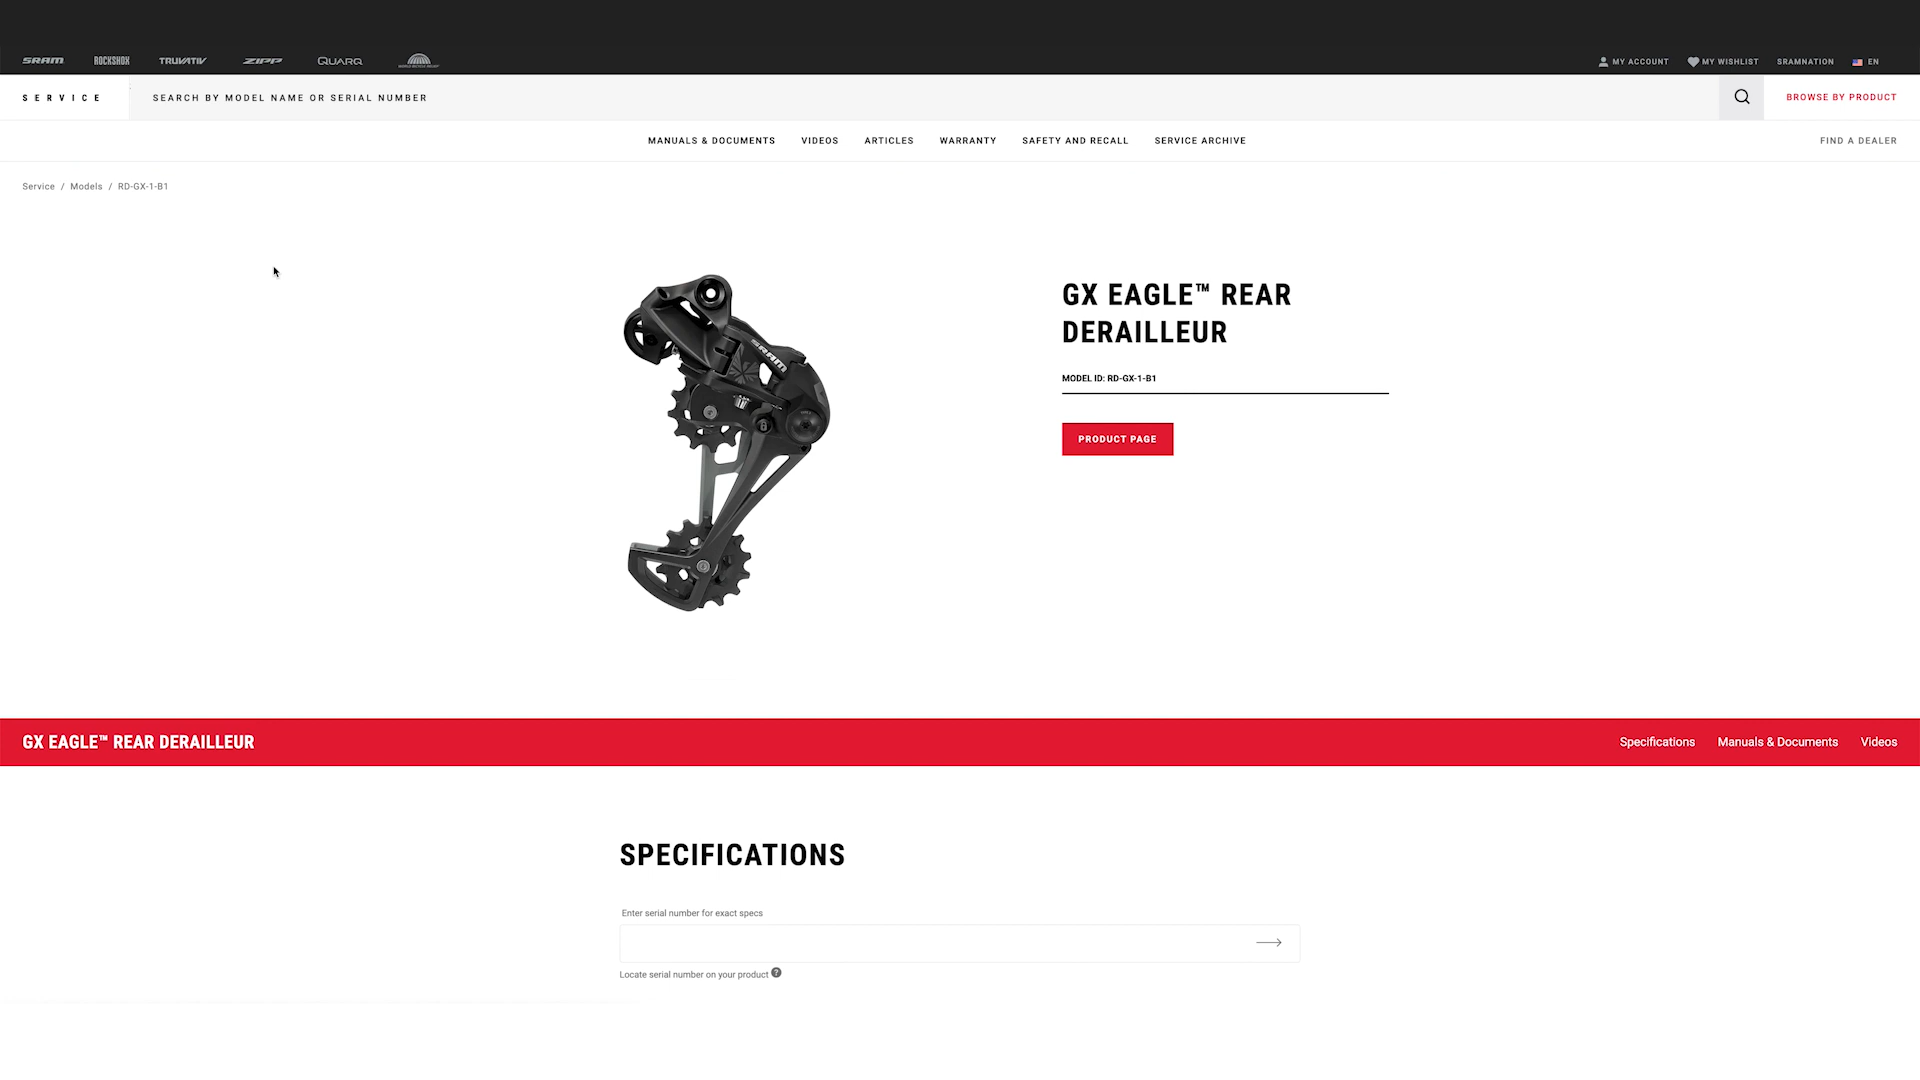 SRAM ROCKSHOX TRUVATIV ZIPP QUARQ
MY ACCOUNT MY WISHLIST SRAMNATION EN
SERVICE SEARCH BY MODEL NAME OR SERIAL NUMBER BROWSE BY PRODUCT
MANUALS & DOCUMENTS VIDEOS ARTICLES WARRANTY SAFETY AND RECALL SERVICE ARCHIVE FIND A DEALER
Service / Models / RD-GX-1-B1
SRAM
GX EAGLE™ REAR
DERAILLEUR
MODEL ID: RD-GX-1-B1
PRODUCT PAGE
GX EAGLE™ REAR DERAILLEUR Specifications Manuals & Documents Videos
SPECIFICATIONS
Enter serial number for exact specs
Locate serial number on your product ?